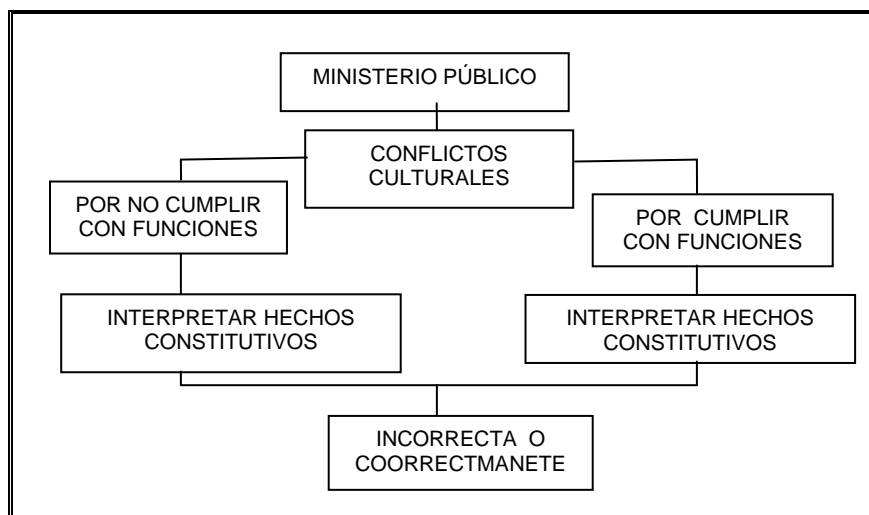 MINISTERIO PÚBLICO
CONFLICTOS
CULTURALES
POR NO CUMPLIR
CON FUNCIONES
POR CUMPLIR
CON FUNCIONES
INTERPRETAR HECHOS
CONSTITUTIVOS
INTERPRETAR HECHOS
CONSTITUTIVOS
INCORRECTA O
COORRECTMANETE